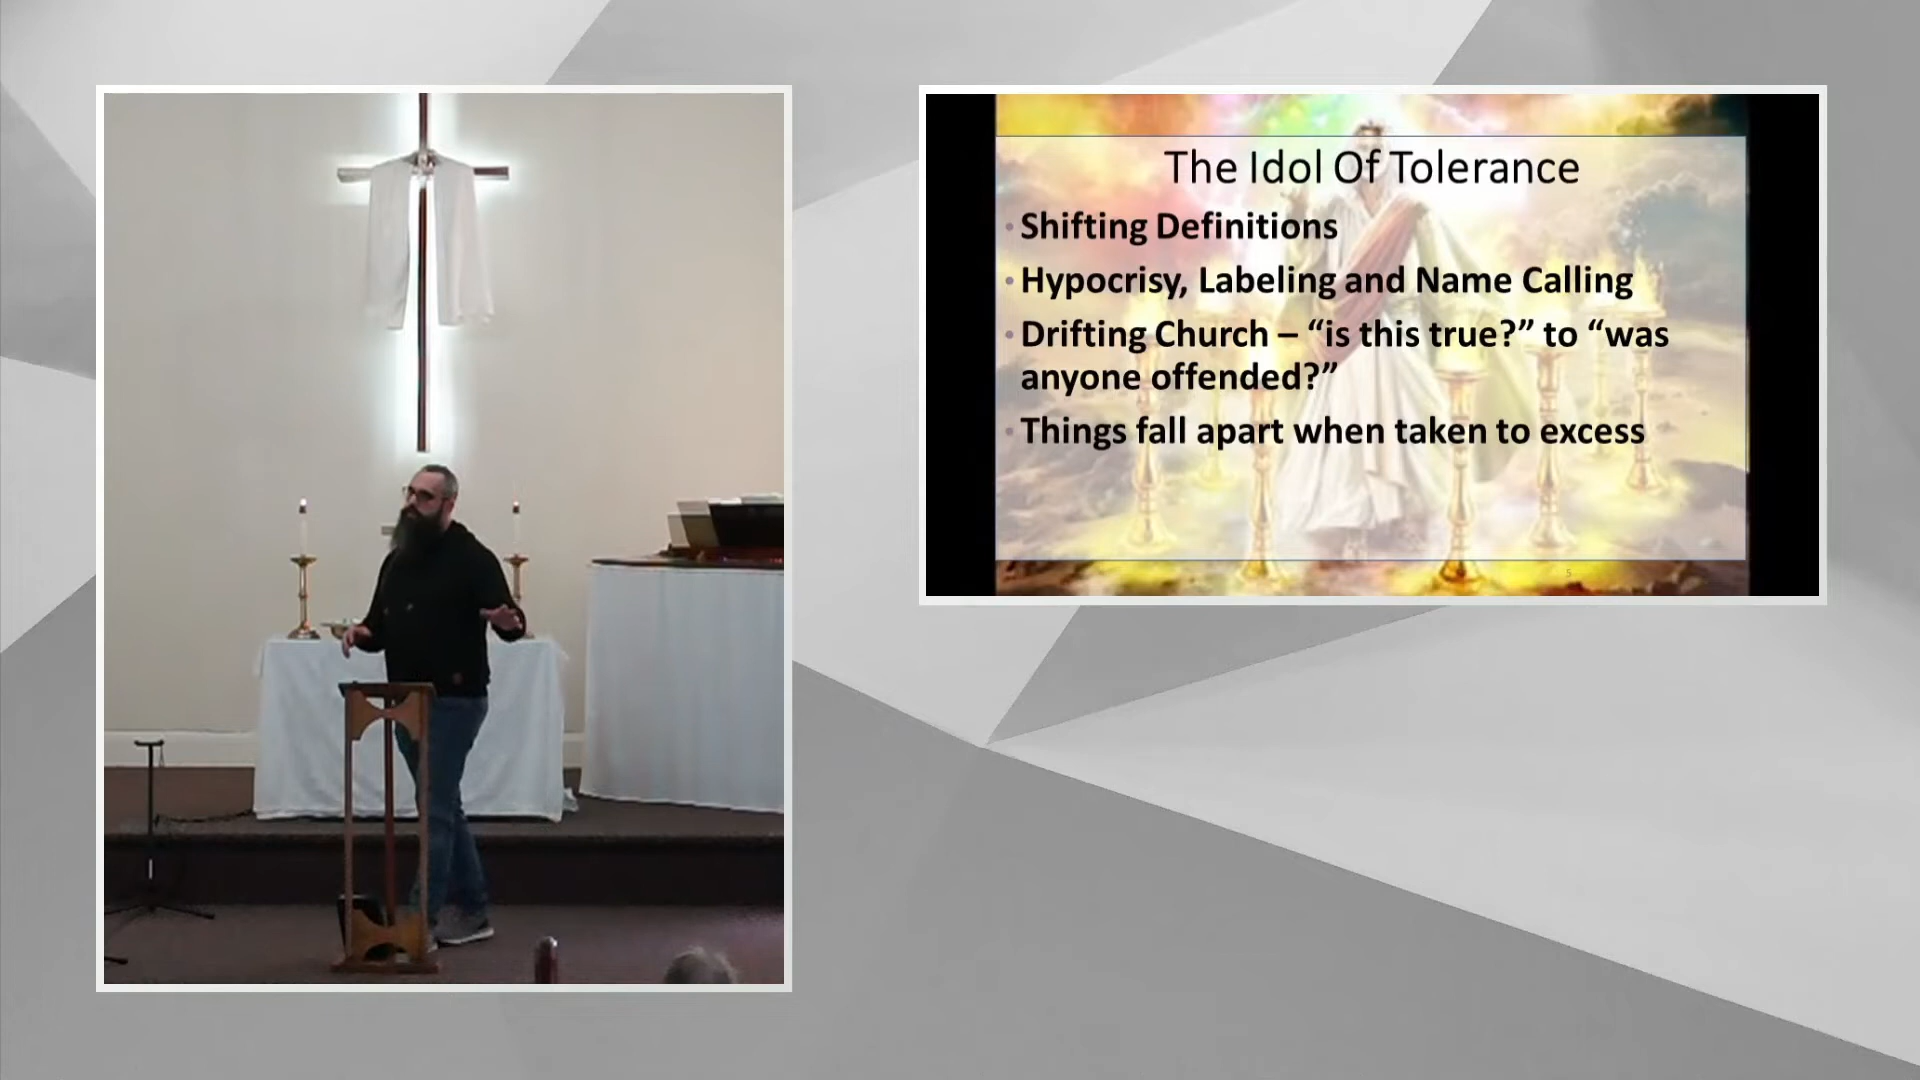 The Idol Of Tolerance
• Shifting Definitions
• Hypocrisy, Labeling and Name Calling
• Drifting Church – “is this true?” to “was
anyone offended?”
• Things fall apart when taken to excess
5